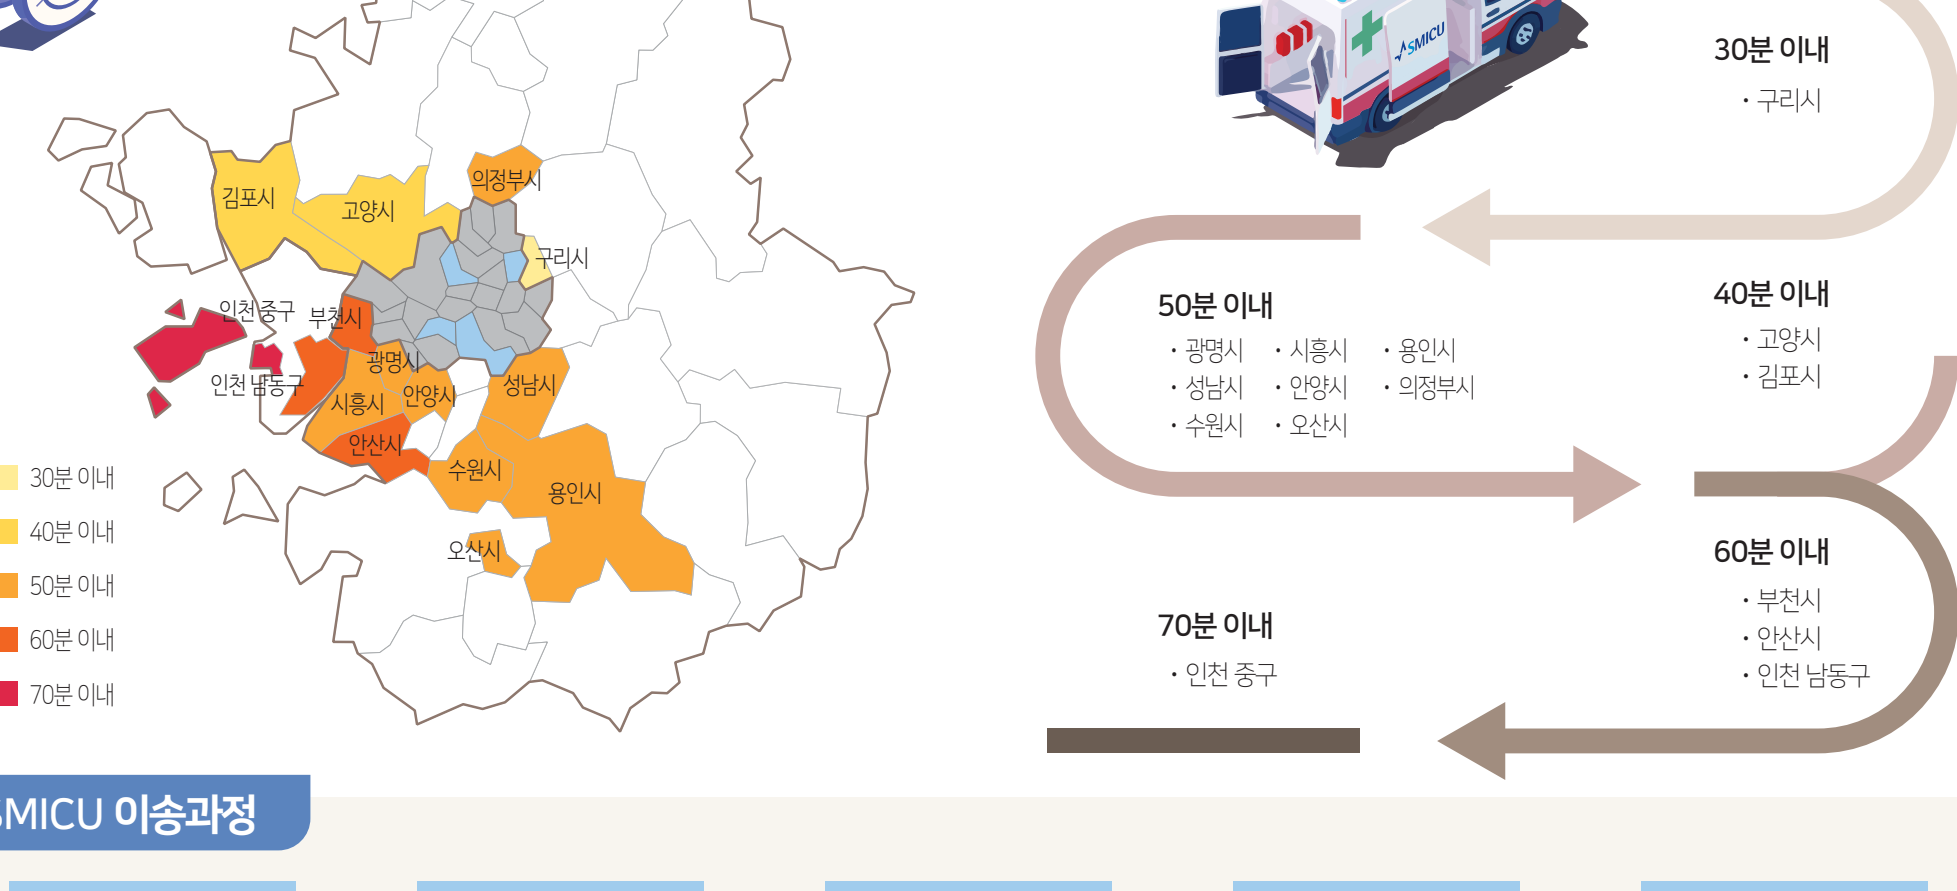 SMICU
의정부시
김포시
고양시
구리시
인천 중구
부천시
광명시
인천 남동구
시흥시
안양시
성남시
안산시
수원시
용인시
오산시
30분 이내
40분 이내
50분 이내
60분 이내
70분 이내
30분 이내
· 구리시
40분 이내
· 고양시
· 김포시
50분 이내
· 광명시 · 시흥시 · 용인시
· 성남시 · 안양시 · 의정부시
· 수원시 · 오산시
60분 이내
· 부천시
· 안산시
· 인천 남동구
70분 이내
· 인천 중구
SMICU 이송과정